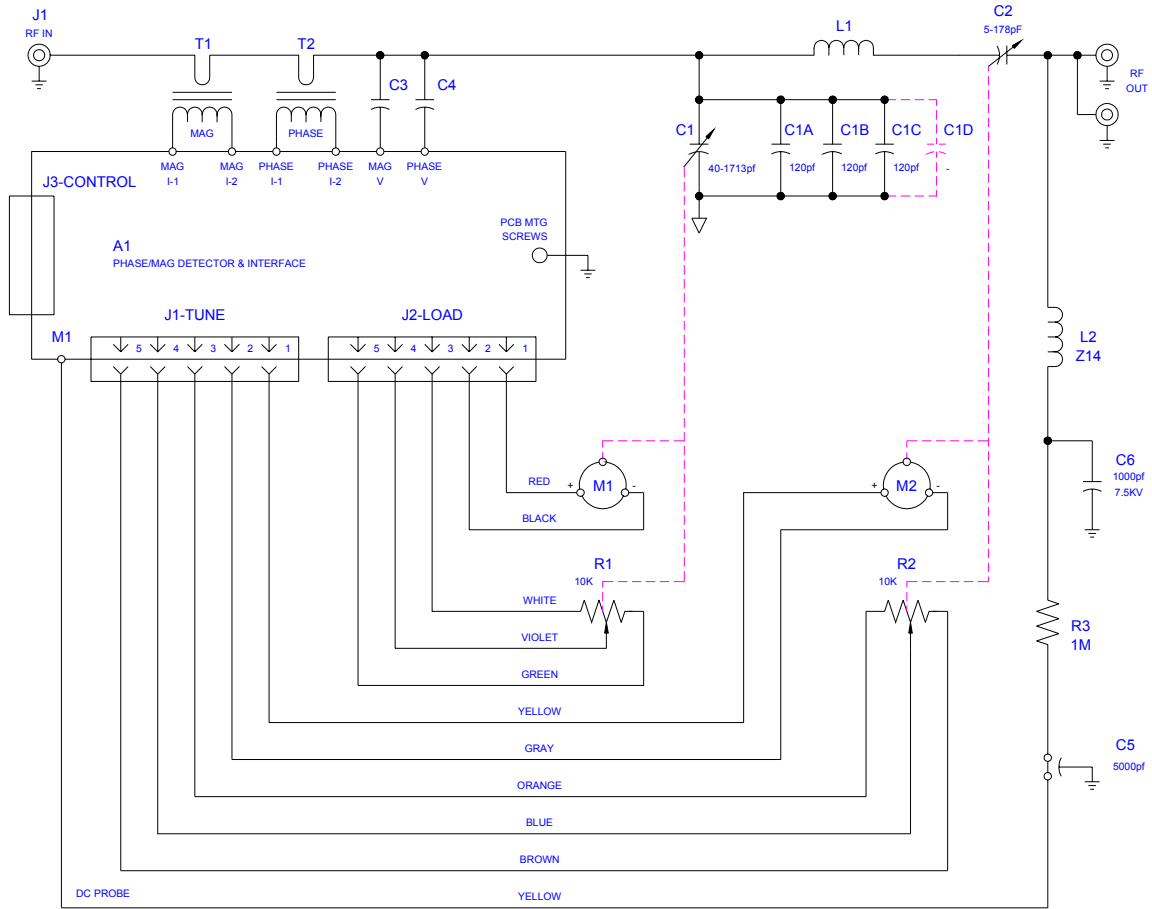 J1
RF IN
T1
T2
C3
C4
L1
C2
5-178pF
RF
OUT
MAG
PHASE
C1
40-1713pf
C1A
120pf
C1B
120pf
C1C
120pf
C1D
-
MAG
I-1
MAG
I-2
PHASE
I-1
PHASE
I-2
MAG
V
PHASE
V
J3-CONTROL
A1
PHASE/MAG DETECTOR & INTERFACE
PCB MTG
SCREWS
M1
J1-TUNE
5 4 3 2 1
J2-LOAD
5 4 3 2 1
L2
Z14
C6
1000pf
7.5KV
RED
+ M1 -
BLACK
+ M2 -
R1
10K
R2
10K
WHITE
VIOLET
GREEN
R3
1M
YELLOW
GRAY
C5
5000pf
ORANGE
BLUE
BROWN
DC PROBE
YELLOW